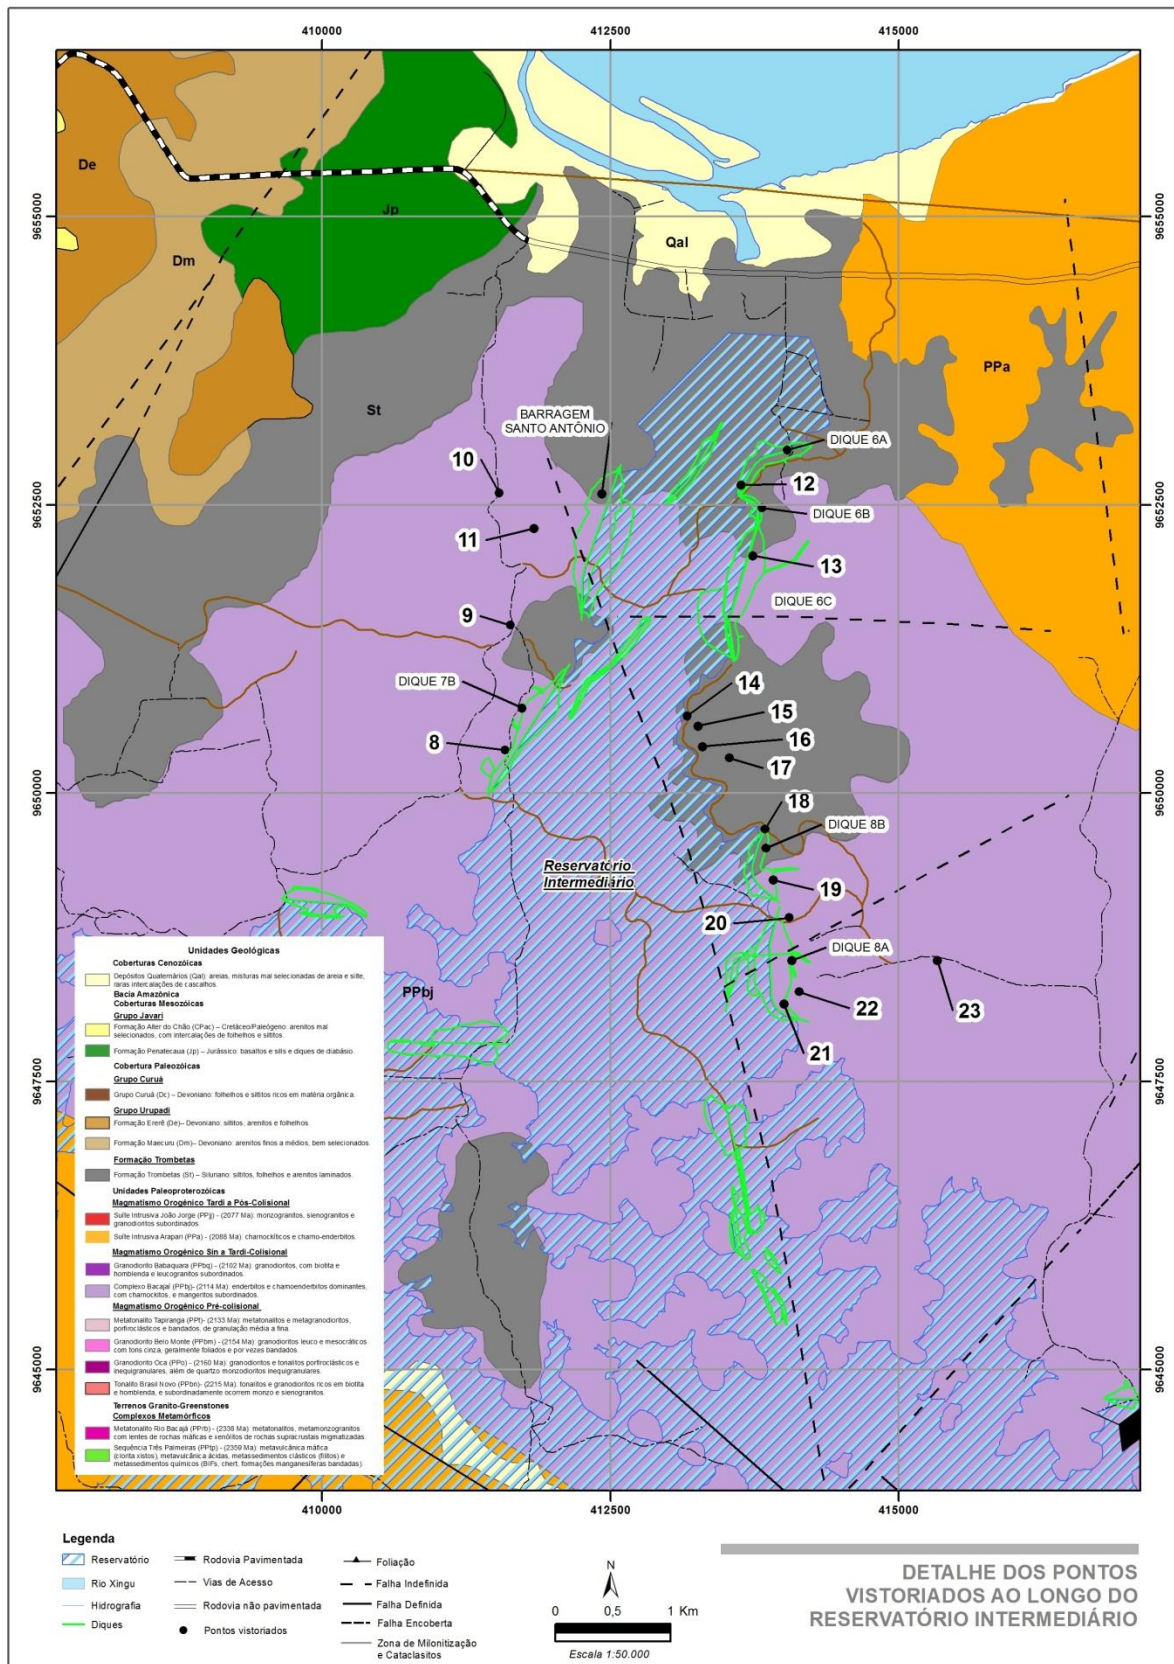 410000
412500
415000
De
Jp
Dm
Qal
9655000
9655000
PPa
St
BARRAGEM
SANTO ANTÔNIO
DIQUE 6A
10
12
9652500
9652500
DIQUE 6B
11
13
DIQUE 6C
9
DIQUE 7B
14
15
8
16
17
9650000
9650000
18
DIQUE 8B
Reservatório
Intermediário
19
20
DIQUE 8A
PPbj
22
23
21
9647500
9647500
9645000
9645000
Unidades Geológicas
Coberturas Cenozóicas
Depósitos Quaternários (Qal): areias, misturas mal selecionadas de areia e silte,
raras intercalações de cascalhos.
Bacia Amazônica
Coberturas Mesozóicas
Grupo Javari
Formação Alter do Chão (CPac) – Cretáceo/Paleógeno: arenitos mal
selecionados, com intercalações de folhelhos e siltitos.
Formação Penatecaua (Jp) – Jurássico: basaltos e sills e diques de diabásio.
Cobertura Paleozóicas
Grupo Curuá
Grupo Curuá (Dc) – Devoniano: folhelhos e siltitos ricos em matéria orgânica.
Grupo Urupadi
Formação Ererê (De)– Devoniano: siltitos, arenitos e folhelhos
Formação Maecuru (Dm)– Devoniano: arenitos finos a médios, bem selecionados.
Formação Trombetas
Formação Trombetas (St) – Siluriano: siltitos, folhelhos e arenitos laminados.
Unidades Paleoproterozóicas
Magmatismo Orogênico Tardi a Pós-Colisional
Suíte Intrusiva João Jorge (PPjj) - (2077 Ma): monzogranitos, sienogranitos e
granodioritos subordinados.
Suíte Intrusiva Arapari (PPa) - (2088 Ma): charnockíticos e charno-enderbitos.
Magmatismo Orogênico Sin a Tardi-Colisional
Granodiorito Babaquara (PPbq) - (2102 Ma): granodioritos, com biotita e
hornblenda e leucogranitos subordinados.
Complexo Bacajaí (PPbj)- (2114 Ma): enderbitos e charnoenderbitos dominantes,
com charnockitos, e mangeritos subordinados.
Magmatismo Orogênico Pré-colisional
Metatonalito Tapiranga (PPt)- (2133 Ma): metatonalitos e metagranodioritos,
porfiroclásticos e bandados, de granulação média a fina.
Granodiorito Belo Monte (PPbm) - (2154 Ma): granodioritos leuco e mesocráticos
com tons cinza, geralmente foliados e por vezes bandados.
Granodiorito Oca (PPo) - (2160 Ma): granodioritos e tonalitos porfiroclásticos e
inequigranulares, além de quartzo monzodioritos inequigranulares.
Tonalito Brasil Novo (PPbn)- (2215 Ma): tonalitos e granodioritos ricos em biotita
e hornblenda, e subordinadamente ocorrem monzo e sienogranitos.
Terrenos Granito-Greenstones
Complexos Metamórficos
Metatonalito Rio Bacajá (PPrb) - (2338 Ma): metatonalitos, metamonzogranitos
com lentes de rochas máficas e xenólitos de rochas supracrustais migmatizadas.
Sequência Três Palmeiras (PPtp) - (2359 Ma): metavulcânica máfica
(clorita xistos), metavulcânica ácidas, metassedimentos clásticos (filitos) e
metassedimentos químicos (BIFs, chert, formações manganesíferas bandadas).
410000
412500
415000
Legenda
Reservatório
Rio Xingu
Hidrografia
Diques
Rodovia Pavimentada
Vias de Acesso
Rodovia não pavimentada
Pontos vistoriados
Foliação
Falha Indefinida
Falha Definida
Falha Encoberta
Zona de Milonitização
e Cataclasitos
N
0 0,5 1 Km
Escala 1:50.000
DETALHE DOS PONTOS
VISTORIADOS AO LONGO DO
RESERVATÓRIO INTERMEDIÁRIO